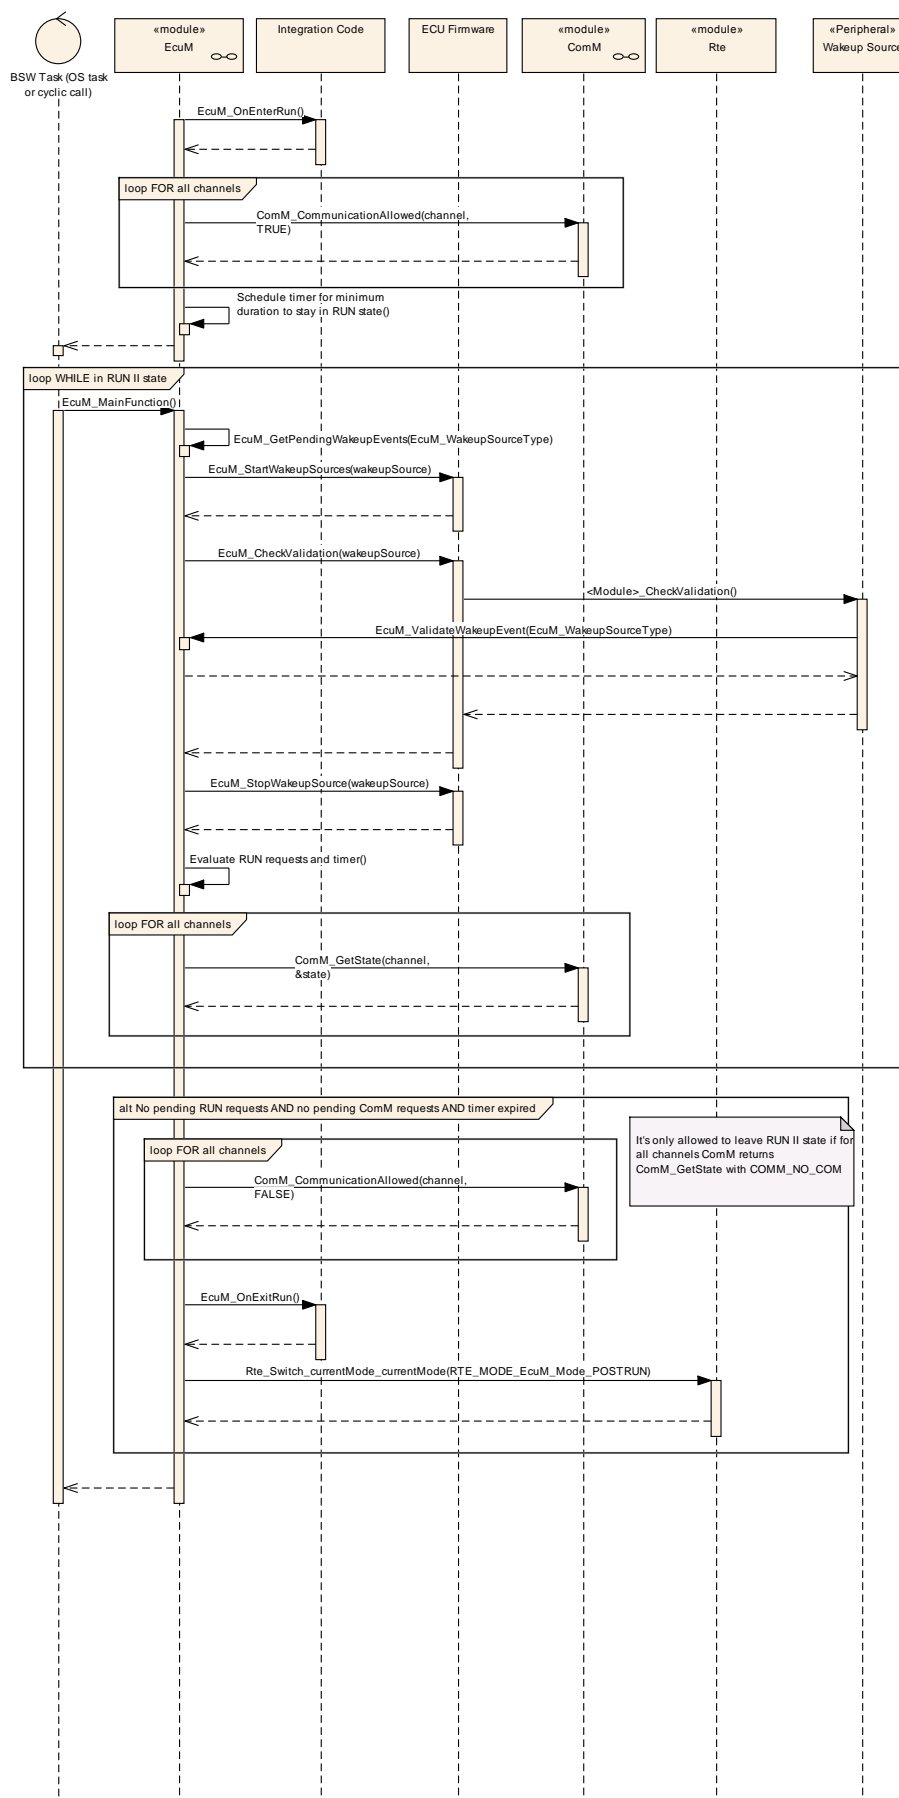 BSW Task (OS task
or cyclic call)
«module»
EcuM
Integration Code
ECU Firmware
«module»
ComM
«module»
Rte
«Peripheral»
Wakeup Source
EcuM_OnEnterRun()
loop FOR all channels
ComM_CommunicationAllowed(channel,
TRUE)
Schedule timer for minimum
duration to stay in RUN state()
loop WHILE in RUN II state
EcuM_MainFunction()
EcuM_GetPendingWakeupEvents(EcuM_WakeupSourceType)
EcuM_StartWakeupSources(wakeupSource)
EcuM_CheckValidation(wakeupSource)
<Module>_CheckValidation()
EcuM_ValidateWakeupEvent(EcuM_WakeupSourceType)
EcuM_StopWakeupSource(wakeupSource)
Evaluate RUN requests and timer()
loop FOR all channels
ComM_GetState(channel,
&state)
alt No pending RUN requests AND no pending ComM requests AND timer expired
It's only allowed to leave RUN II state if for
all channels ComM returns
ComM_GetState with COMM_NO_COM
loop FOR all channels
ComM_CommunicationAllowed(channel,
FALSE)
EcuM_OnExitRun()
Rte_Switch_currentMode_currentMode(RTE_MODE_EcuM_Mode_POSTRUN)